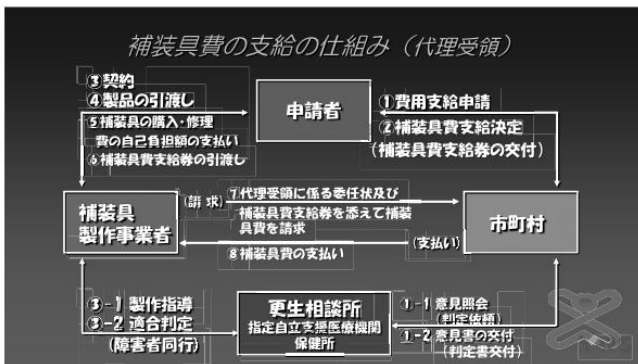 補装具費の支給の仕組み（代理受領）
③契約
④製品の引渡し
⑤補装具の購入・修理
費の自己負担額の支払い
⑥補装具費支給券の引渡し
申請者
①費用支給申請
②補装具費支給決定
(補装具費支給券の交付)
補装具
製作事業者
(請 求)
⑦代理受領に係る委任状及び
補装具費支給券を添えて補装
具費を請求
(支払い)
⑧補装具費の支払い
市町村
③-1 製作指導
③-2 適合判定
(障害者同行)
更生相談所
指定自立支援医療機関
保健所
①-1 意見照会
(判定依頼)
①-2 意見書の交付
(判定書交付)